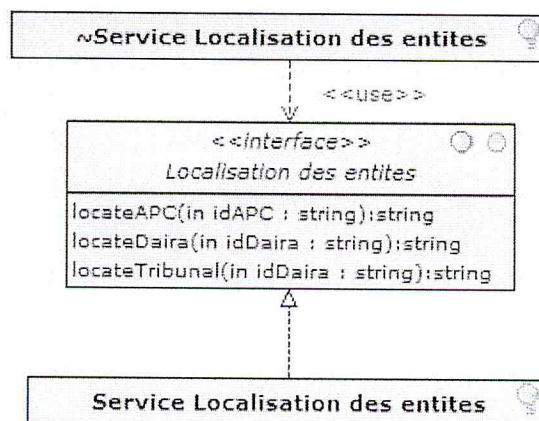 ~Service Localisation des entites
<<use>>
<<interface>>
Localisation des entites
locateAPC(in idAPC : string):string
locateDaira(in idDaira : string):string
locateTribunal(in idDaira : string):string
Service Localisation des entites